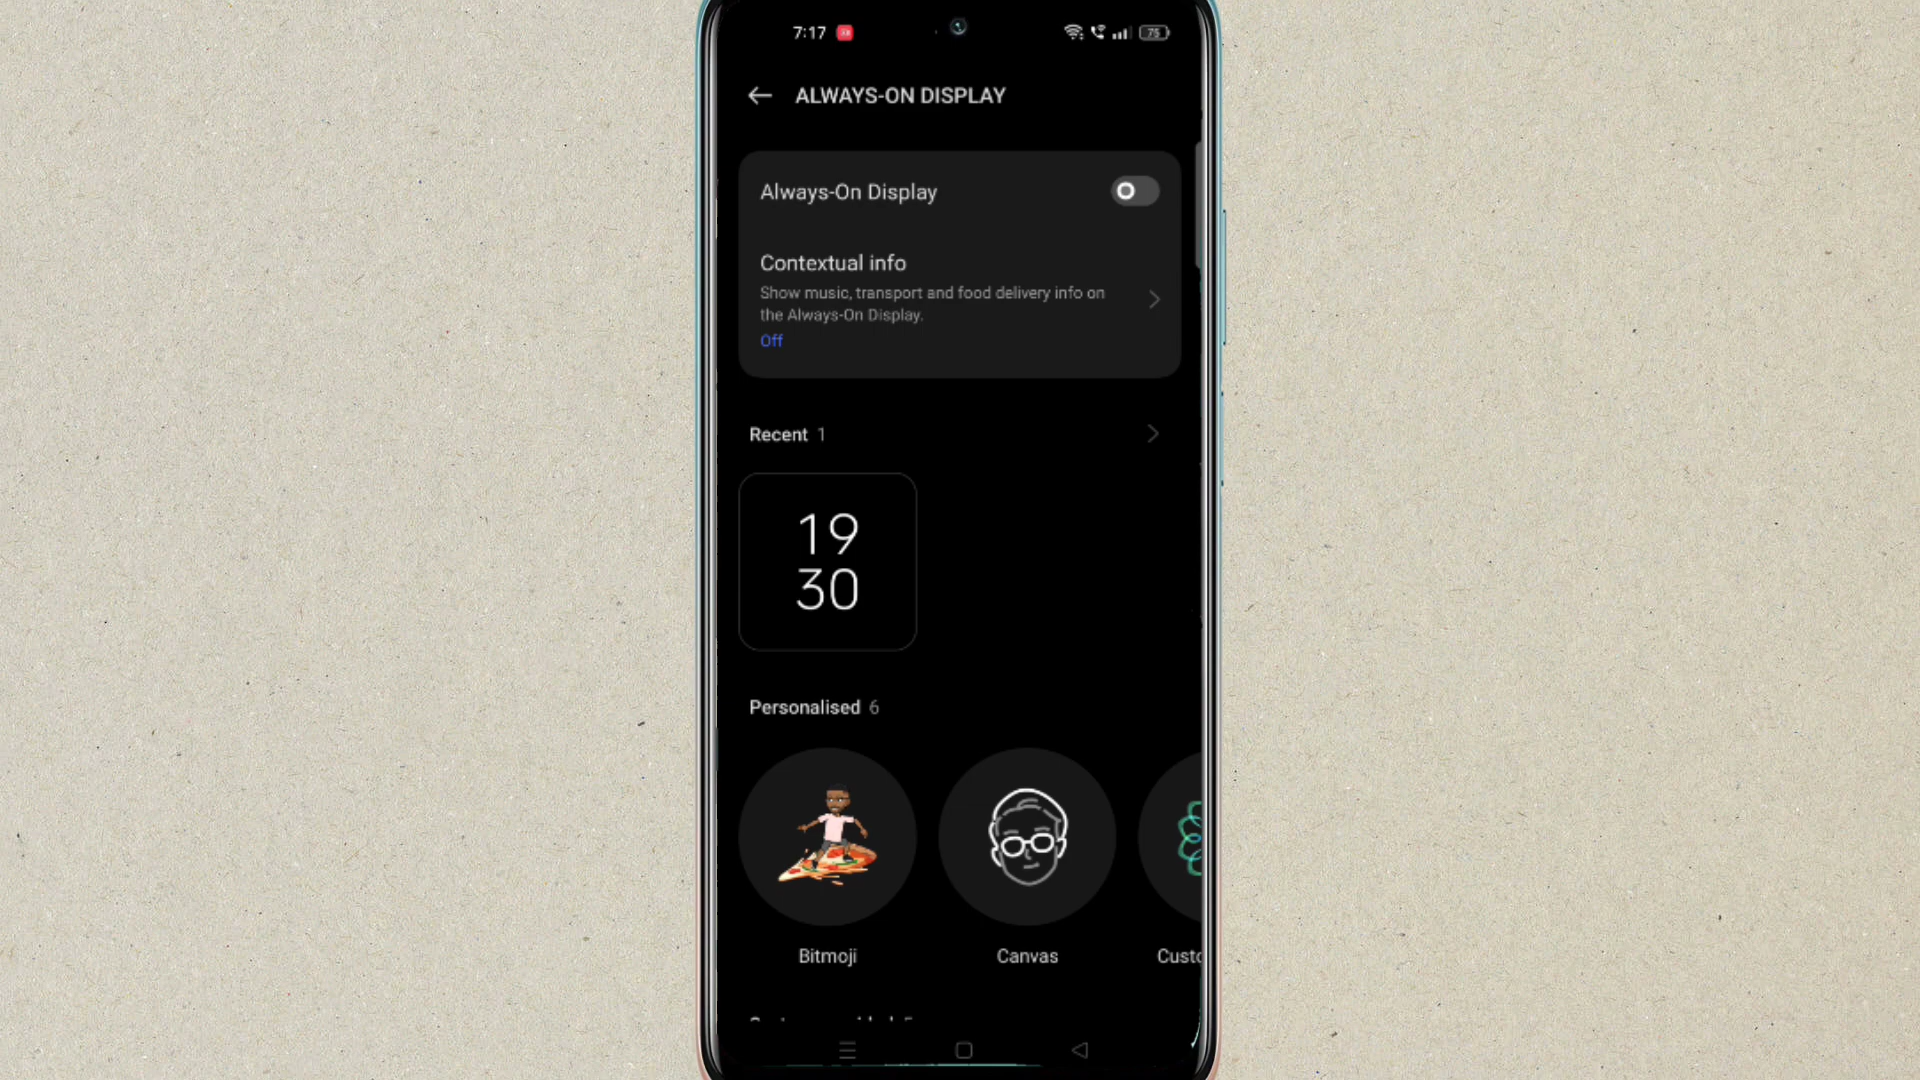 7:17
75
ALWAYS-ON DISPLAY
Always-On Display
Contextual info
Show music, transport and food delivery info on
the Always-On Display.
Off
Recent 1
19
30
Personalised 6
Bitmoji
Canvas
Custo